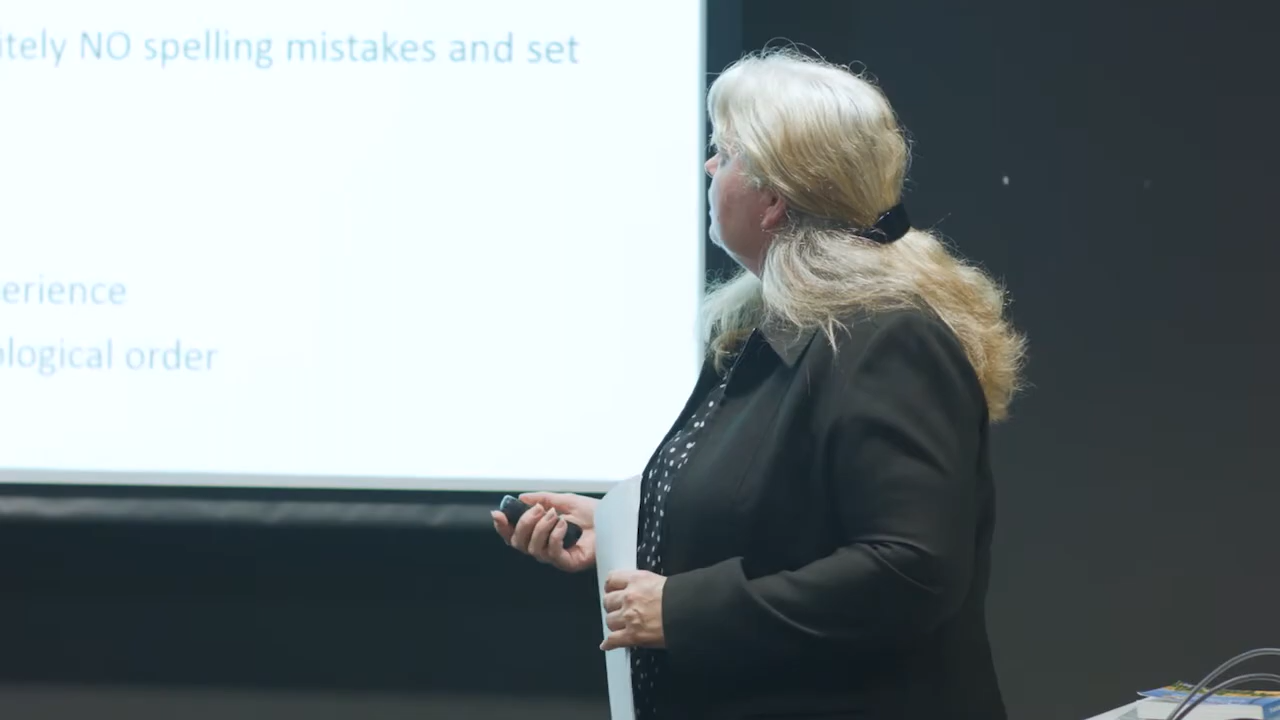 itely NO spelling mistakes and set
erience
ological order